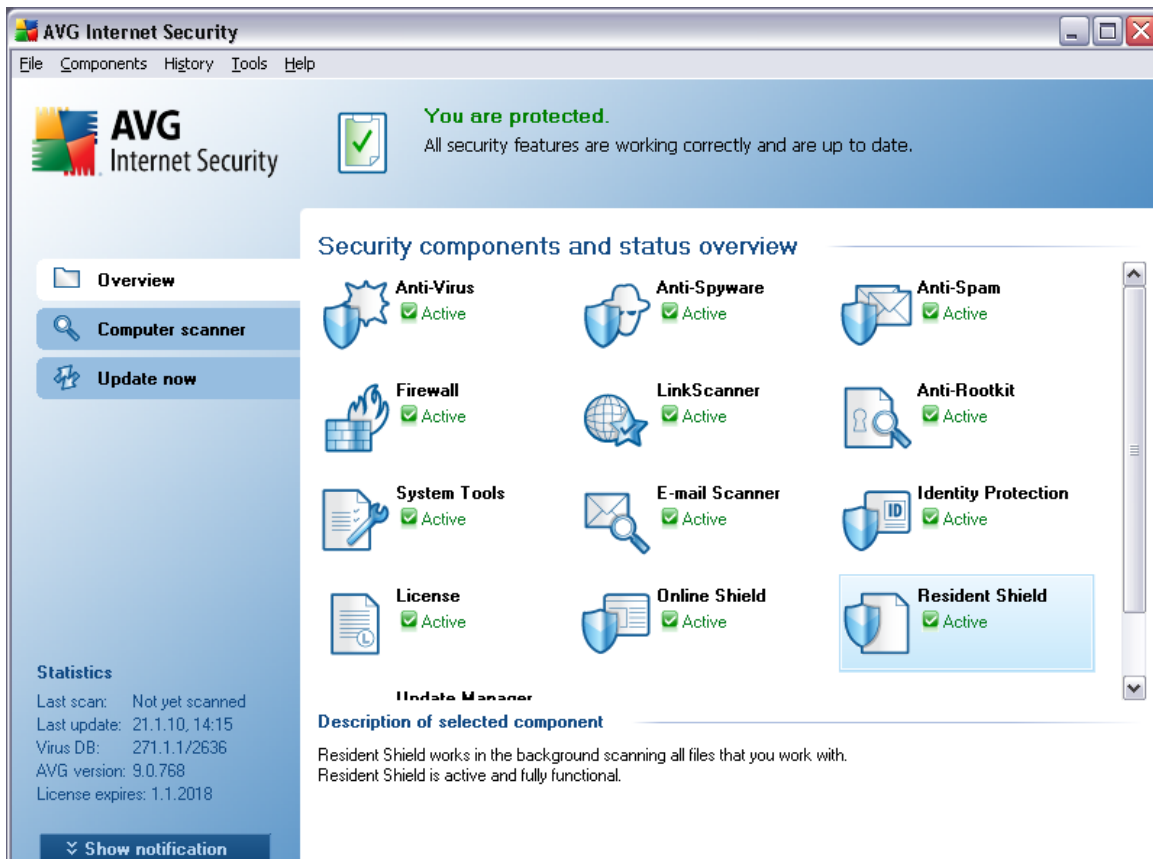 AVG Internet Security
File Components History Tools Help
AVG
Internet Security
You are protected.
All security features are working correctly and are up to date.
Overview
Computer scanner
Update now
Security components and status overview
Anti-Virus
Active
Anti-Spyware
Active
Anti-Spam
Active
Firewall
Active
LinkScanner
Active
Anti-Rootkit
Active
System Tools
Active
E-mail Scanner
Active
ID
Identity Protection
Active
License
Active
L
Online Shield
Active
Resident Shield
Active
Update Manager
Statistics
Last scan: Not yet scanned
Last update: 21.1.10, 14:15
Virus DB: 271.1.1/2636
AVG version: 9.0.768
License expires: 1.1.2018
Show notification
Description of selected component
Resident Shield works in the background scanning all files that you work with.
Resident Shield is active and fully functional.